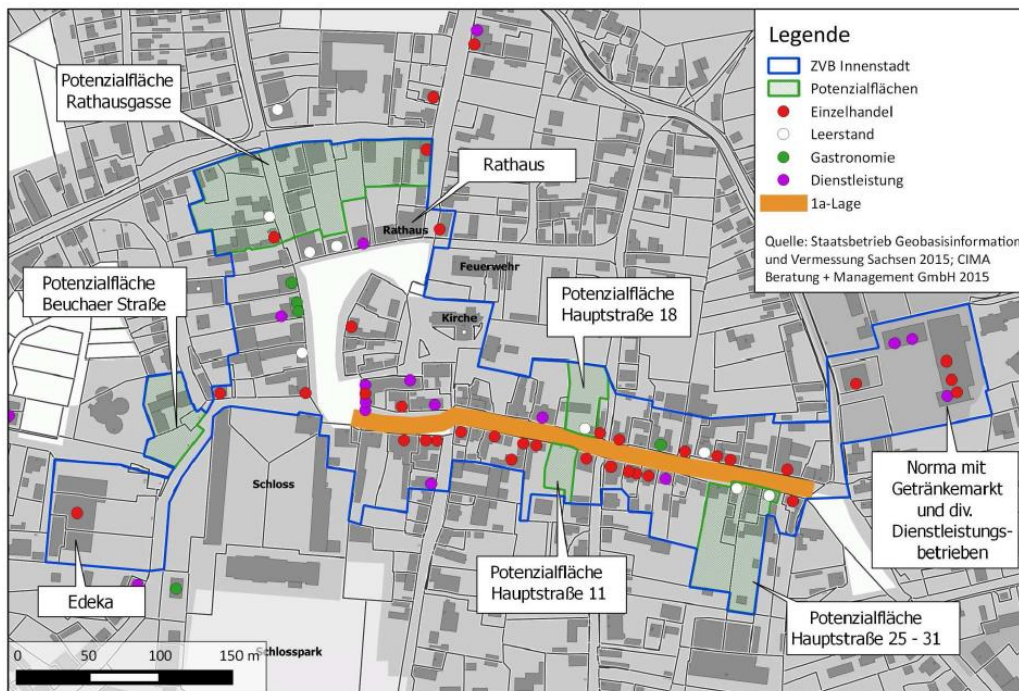 Potenzialfläche
Rathausgasse
Rathaus
Rathaus
Feuerwehr
Kirche
Potenzialfläche
Beuchaer Straße
Potenzialfläche
Hauptstraße 18
Schloss
Edeka
Potenzialfläche
Hauptstraße 11
Potenzialfläche
Hauptstraße 25 - 31
Norma mit
Getränkemarkt
und div.
Dienstleistungs-
betrieben
Schlosspark
0 50 100 150 m
Legende
ZVB Innenstadt
Potenzialflächen
Einzelhandel
Leerstand
Gastronomie
Dienstleistung
1a-Lage
Quelle: Staatsbetrieb Geobasisinformation
und Vermessung Sachsen 2015; CIMA
Beratung + Management GmbH 2015